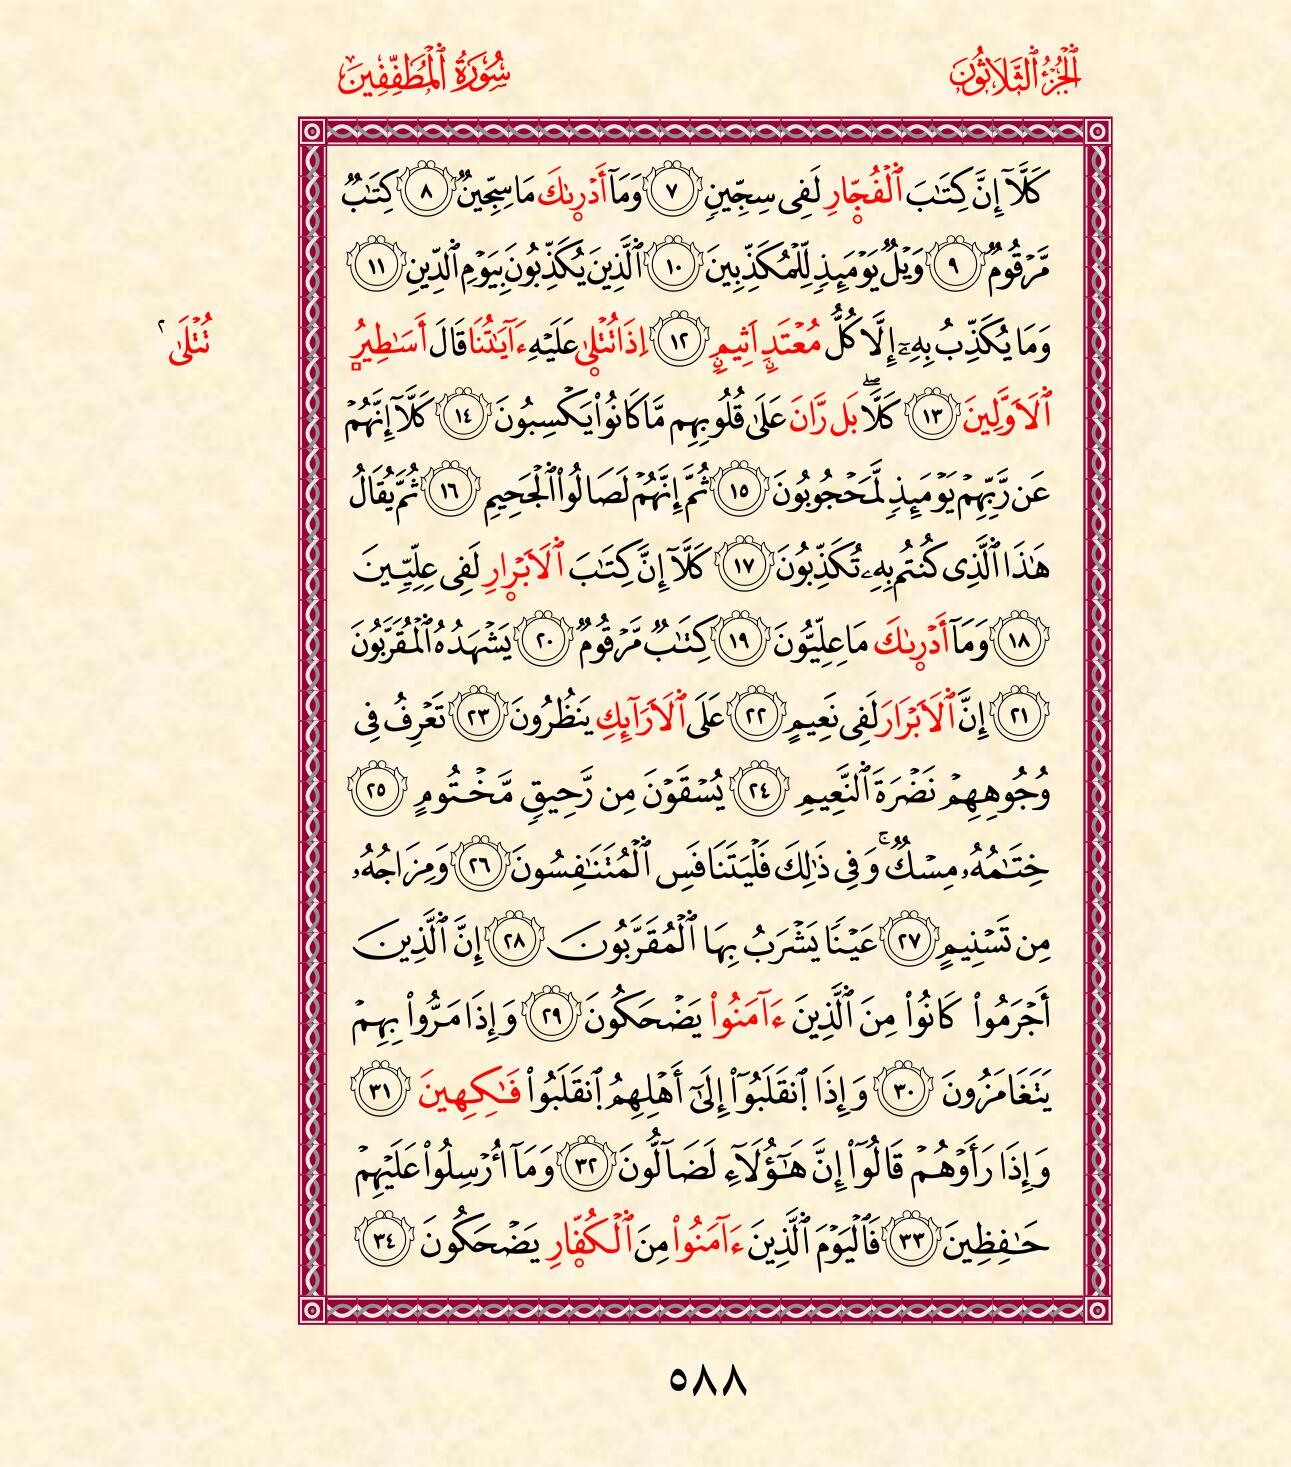 ٱلْجُزْءُ ٱلثَّلَاثُونَ
سُورَةُ ٱلْمُطَفِّفِينَ
كَلَّآ إِنَّ كِتَٰبَ ٱلْفُجّ۪ارِ لَفِى سِجِّينٍ ٧ وَمَآ أَدْر۪ىٰكَ مَا سِجِّينٌ ٨ كِتَٰبٌ
مَّرْقُومٌ ٩ وَيْلٌ يَوْمَئِذٍ لِّلْمُكَذِّبِينَ ١٠ ٱلَّذِينَ يُكَذِّبُونَ بِيَوْمِ ٱلدِّينِ ١١
وَمَا يُكَذِّبُ بِهِۦٓ إِلَّا كُلُّ مُعْتَدٍ اَثِيمٍ ١٢ اِذَا تُتْل۪ىٰ عَلَيْهِ ءَآيَٰتُنَا قَالَ أَسَٰطِيرُ
ٱلَاَوَّلِينَ ١٣ كَلَّاۖ بَل رَّانَ عَلَىٰ قُلُوبِهِم مَّا كَانُوا۟ يَكْسِبُونَ ١٤ كَلَّآ إِنَّهُمْ
تُتْلَىٰ ٢
عَن رَّبِّهِمْ يَوْمَئِذٍ لَّمَحْجُوبُونَ ١٥ ثُمَّ إِنَّهُمْ لَصَالُوا۟ ٱلْجَحِيمِ ١٦ ثُمَّ يُقَالُ
هَٰذَا ٱلَّذِى كُنتُم بِهِۦ تُكَذِّبُونَ ١٧ كَلَّآ إِنَّ كِتَٰبَ ٱلَابْر۪ارِ لَفِى عِلِّيِّينَ
١٨ وَمَآ أَدْر۪ىٰكَ مَا عِلِّيُّونَ ١٩ كِتَٰبٌ مَّرْقُومٌ ٢٠ يَشْهَدُهُ ٱلْمُقَرَّبُونَ
٢١ إِنَّ ٱلَابْرَارَ لَفِى نَعِيمٍ ٢٢ عَلَى ٱلَارَآئِكِ يَنظُرُونَ ٢٣ تَعْرِفُ فِى
وُجُوهِهِمْ نَضْرَةَ ٱلنَّعِيمِ ٢٤ يُسْقَوْنَ مِن رَّحِيقٍ مَّخْتُومٍ ٢٥
خِتَٰمُهُۥ مِسْكٌۚ وَفِى ذَٰلِكَ فَلْيَتَنَافَسِ ٱلْمُتَنَٰفِسُونَ ٢٦ وَمِزَاجُهُۥ
مِن تَسْنِيمٍ ٢٧ عَيْنًا يَشْرَبُ بِهَا ٱلْمُقَرَّبُونَ ٢٨ إِنَّ ٱلَّذِينَ
أَجْرَمُوا۟ كَانُوا۟ مِنَ ٱلَّذِينَ ءَآمَنُوا۟ يَضْحَكُونَ ٢٩ وَإِذَا مَرُّوا۟ بِهِمْ
يَتَغَامَزُونَ ٣٠ وَإِذَا ٱنقَلَبُوٓا۟ إِلَىٰٓ أَهْلِهِمُ ٱنقَلَبُوا۟ فَٰكِهِينَ ٣١
وَإِذَا رَأَوْهُمْ قَالُوٓا۟ إِنَّ هَٰٓؤُلَآءِ لَضَآلُّونَ ٣٢ وَمَآ أُرْسِلُوا۟ عَلَيْهِمْ
حَٰفِظِينَ ٣٣ فَٱلْيَوْمَ ٱلَّذِينَ ءَآمَنُوا۟ مِنَ ٱلْكُفّ۪ارِ يَضْحَكُونَ ٣٤
٥٨٨